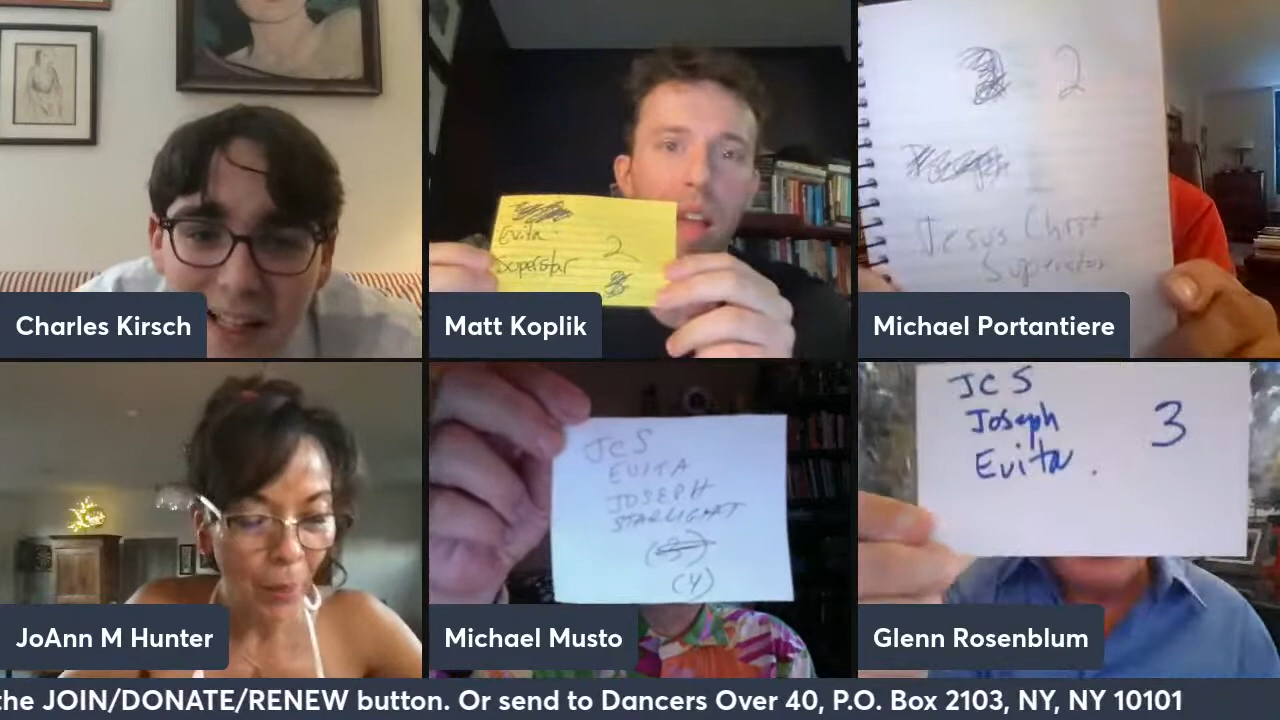 Charles Kirsch
Evita
Superstar
2
Matt Koplik
2
Jesus Christ
Superstar
Michael Portantiere
JoAnn M Hunter
JCS
EVITA
JOSEPH
STARLIGHT
(3)
(4)
Michael Musto
JCS
Joseph
Evita.
3
Glenn Rosenblum
the JOIN/DONATE/RENEW button. Or send to Dancers Over 40, P.O. Box 2103, NY, NY 10101